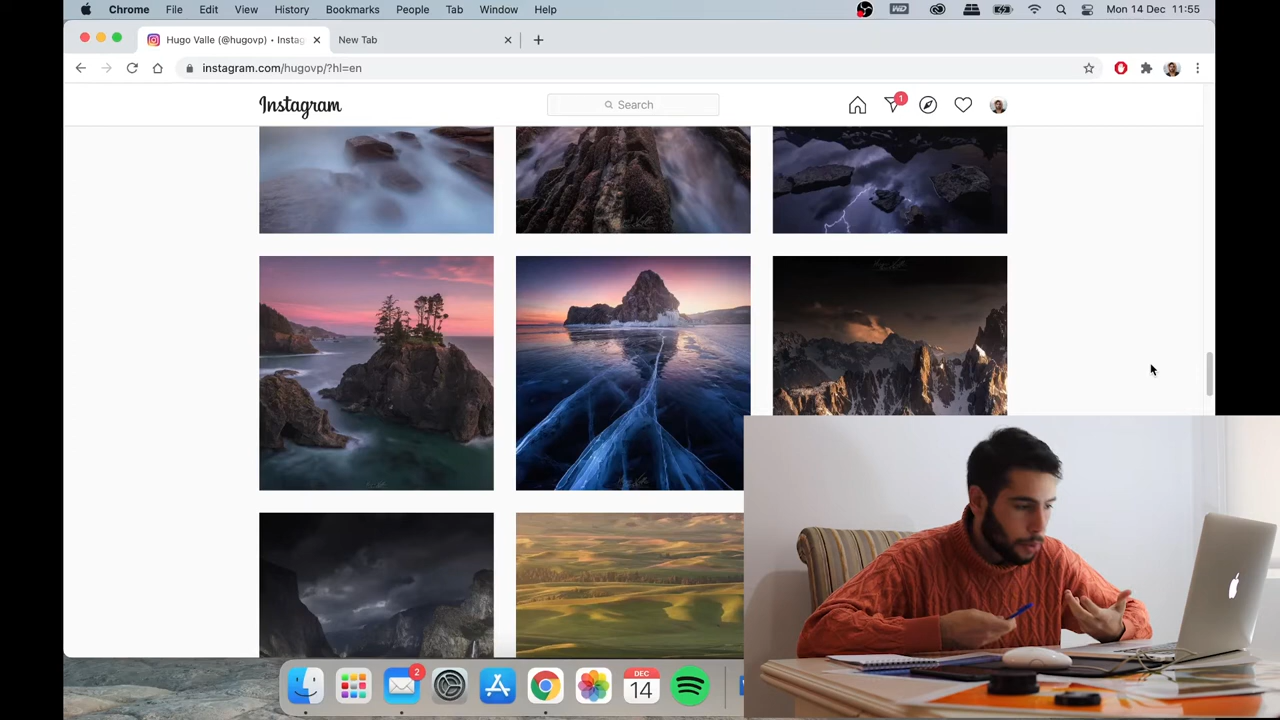 Chrome File Edit View History Bookmarks People Tab Window Help
WD
Mon 14 Dec 11:55
Hugo Valle (@hugovp) • Instag
New Tab
instagram.com/hugovp/?hl=en
Instagram
Search
1
2
DEC
14